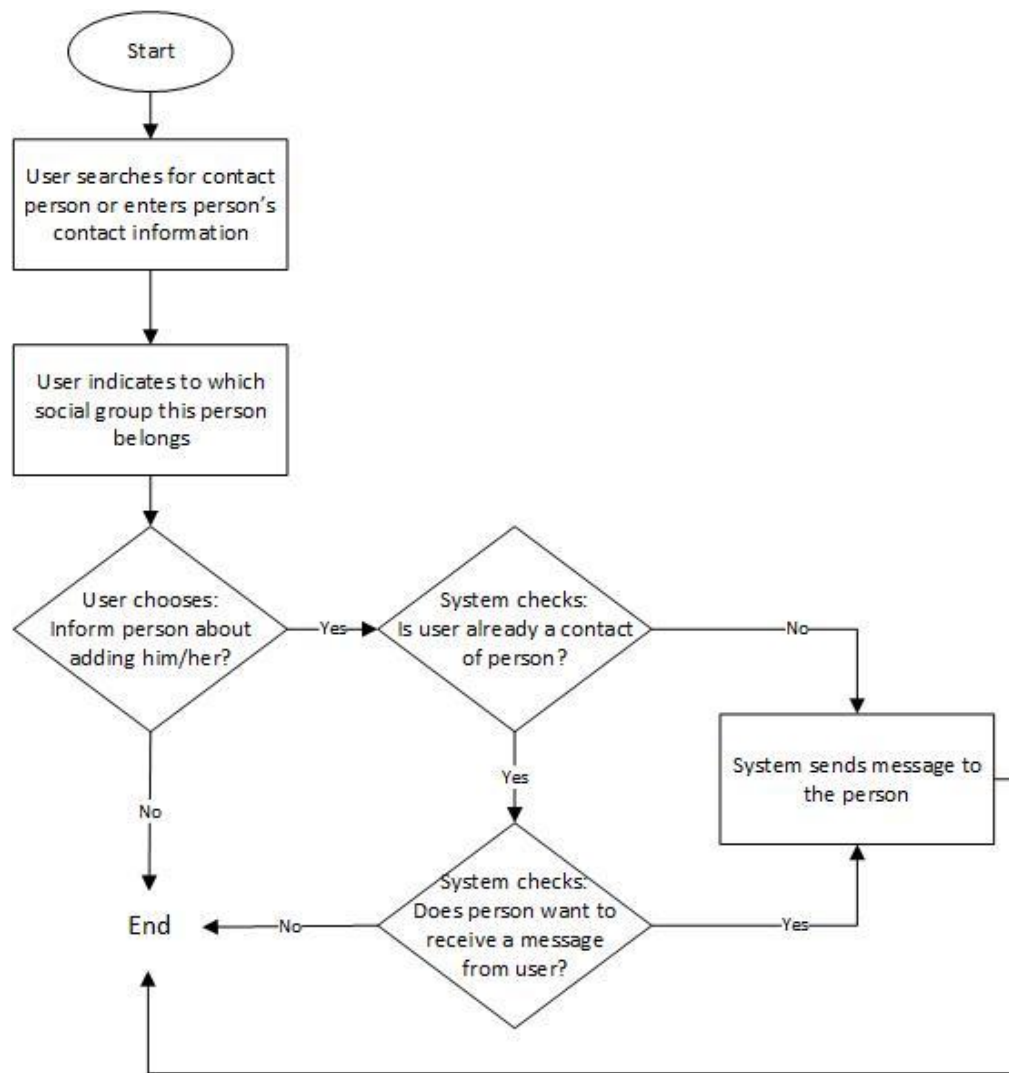 Start
User searches for contact
person or enters person’s
contact information
User indicates to which
social group this person
belongs
User chooses:
Inform person about
adding him/her?
Yes
System checks:
Is user already a contact
of person?
No
System sends message to
the person
Yes
No
System checks:
Does person want to
receive a message
from user?
Yes
No
End